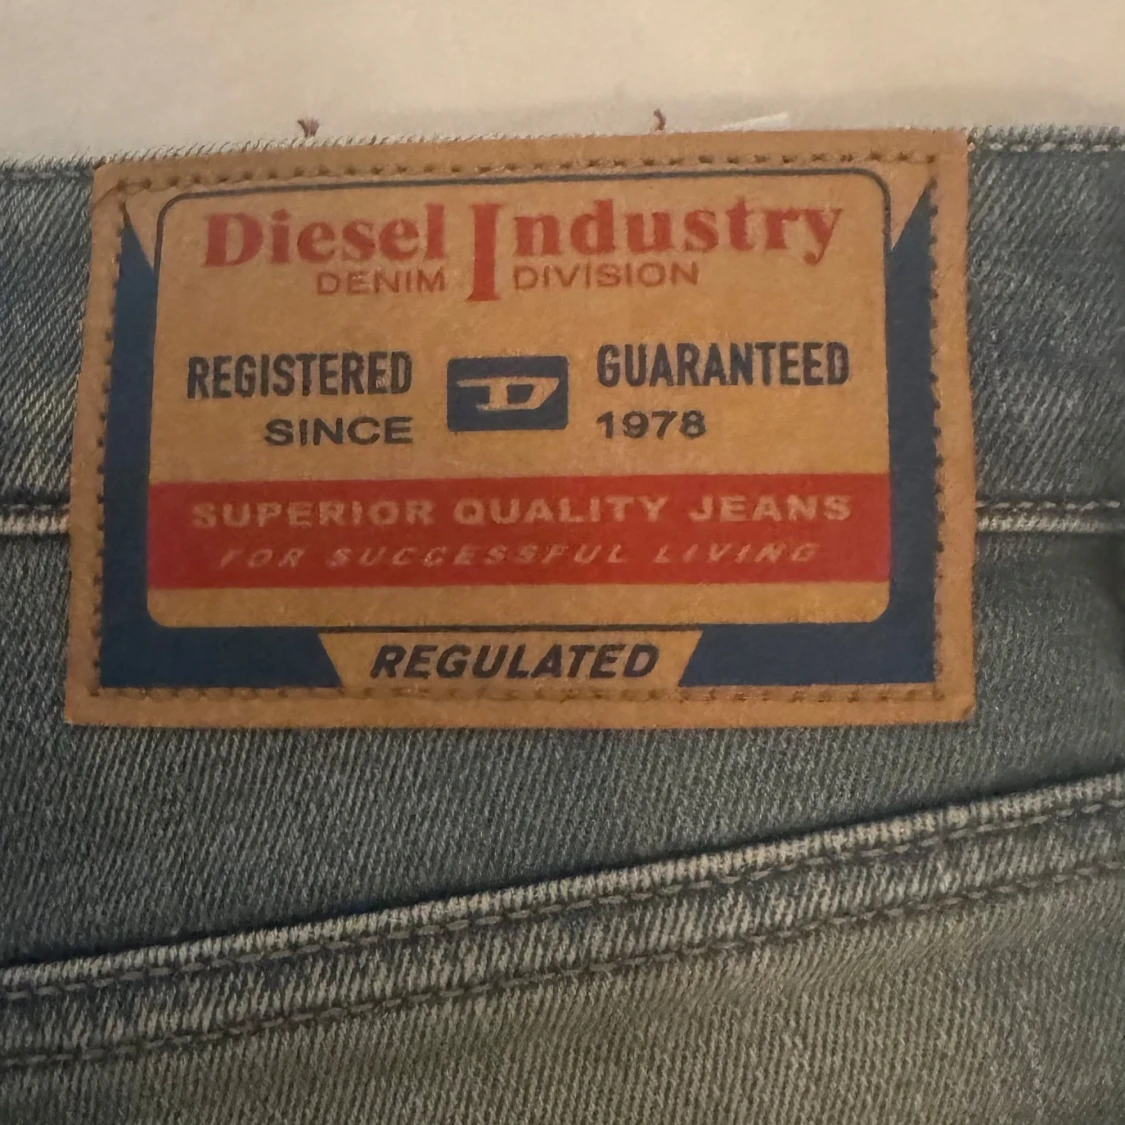 Diesel Industry
DENIM DIVISION
REGISTERED D GUARANTEED
SINCE 1978
SUPERIOR QUALITY JEANS
FOR SUCCESSFUL LIVING
REGULATED